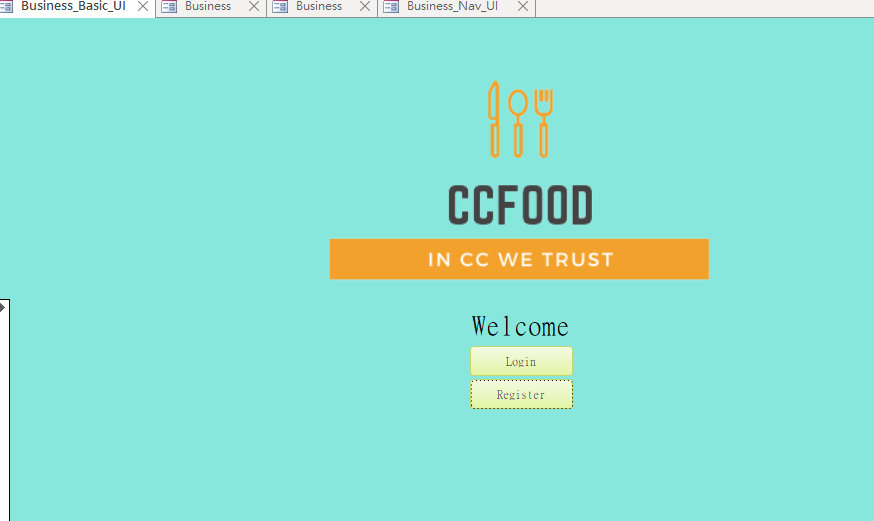 Business_Basic_UI
Business
Business
Business_Nav_UI
CCFOOD
IN CC WE TRUST
Welcome
Login
Register